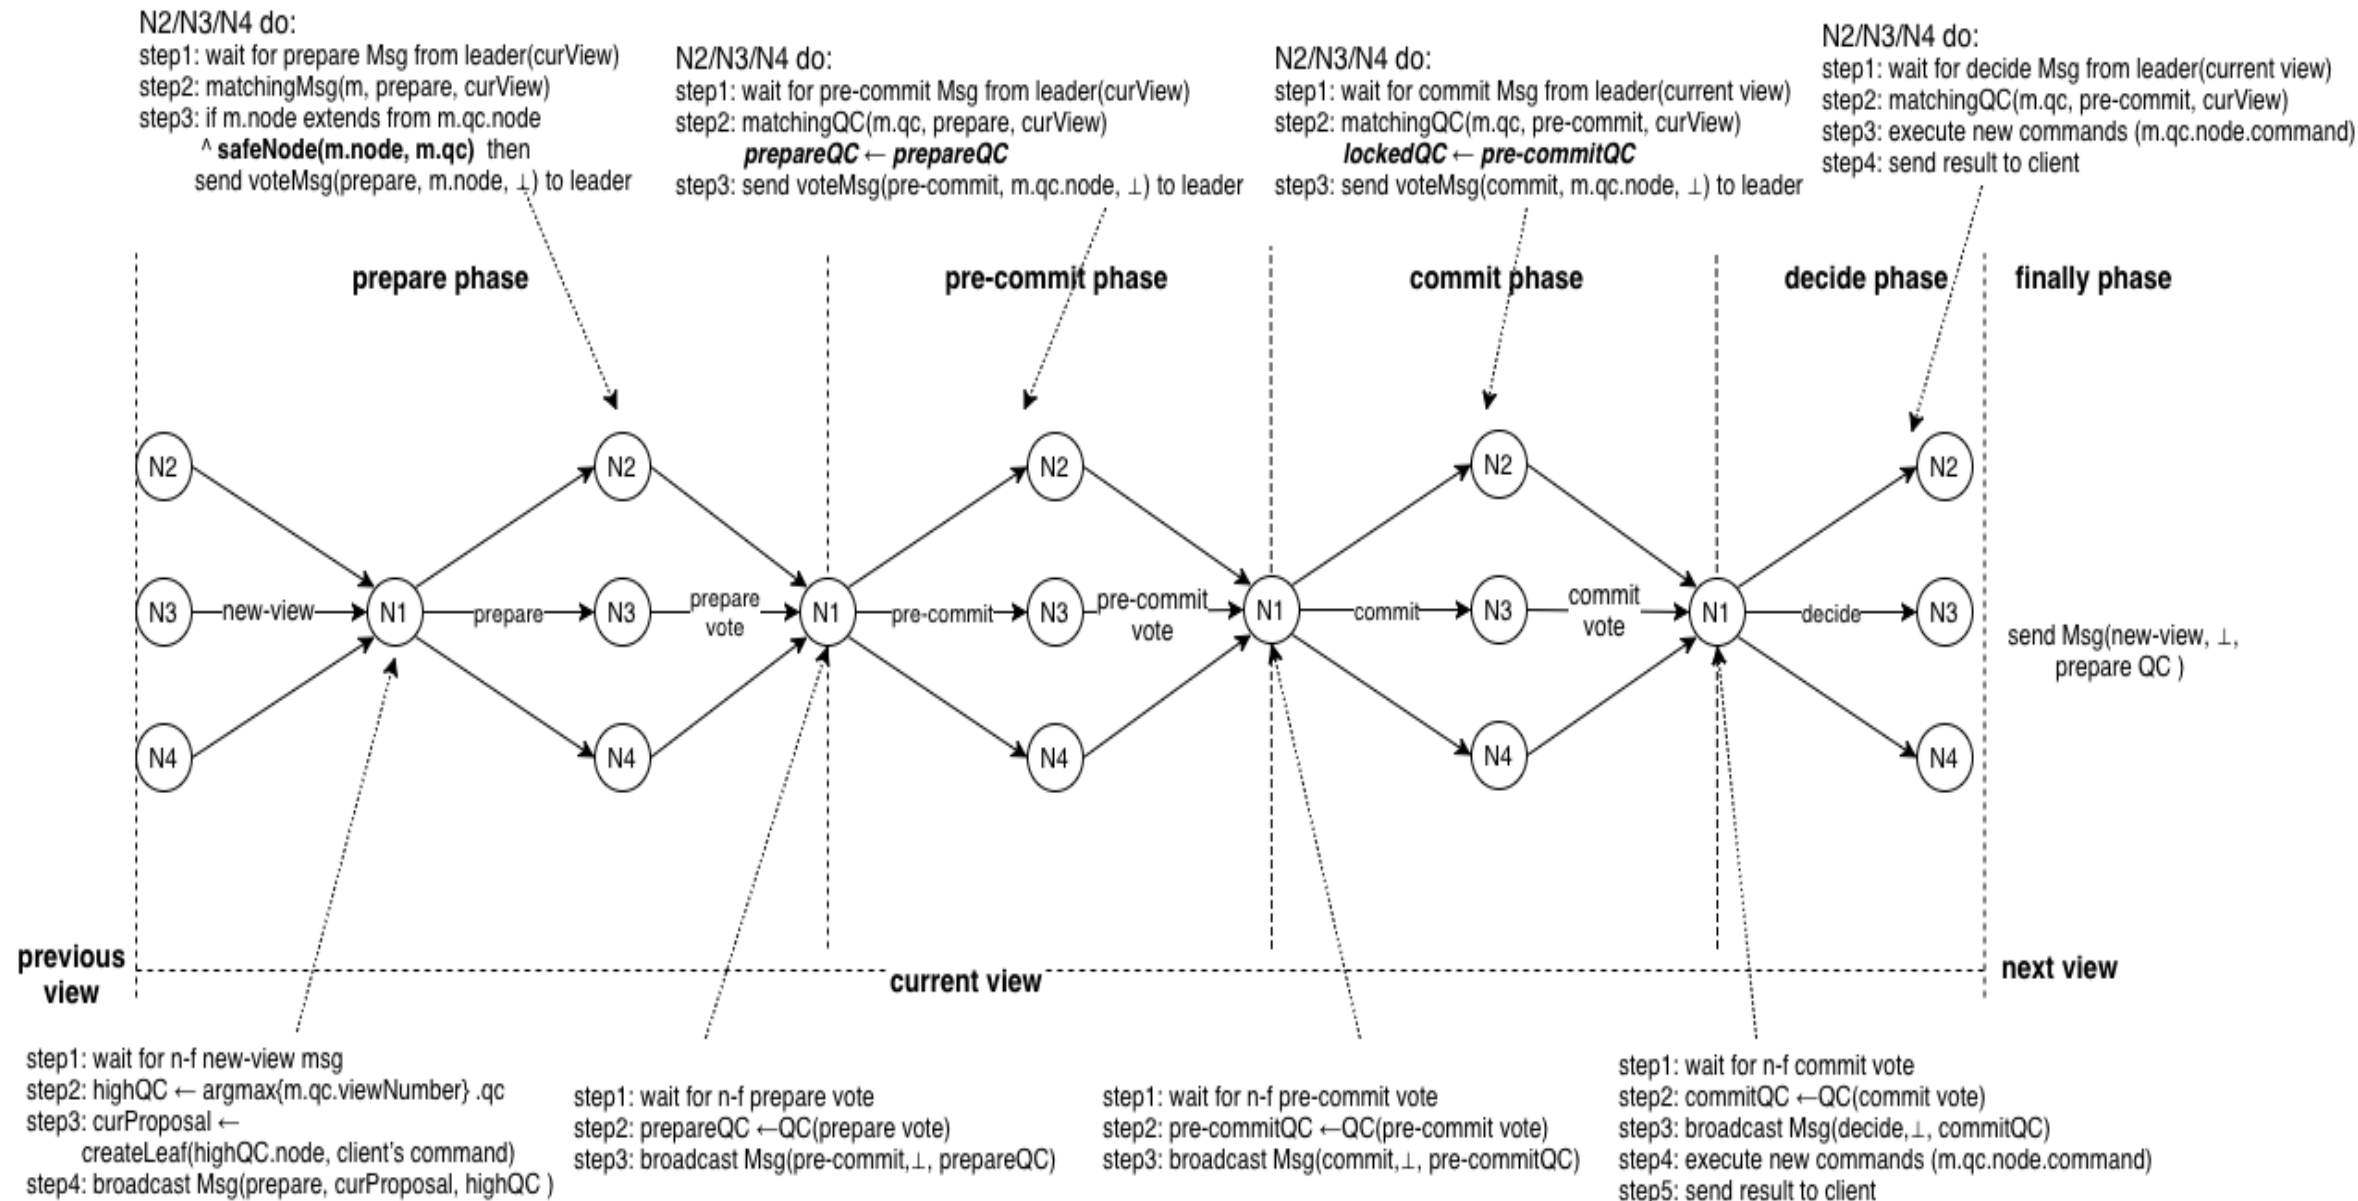 N2/N3/N4 do:
step1: wait for prepare Msg from leader(curView)
step2: matchingMsg(m, prepare, curView)
step3: if m.node extends from m.qc.node
^ safeNode(m.node, m.qc) then
send voteMsg(prepare, m.node, ⊥) to leader
N2/N3/N4 do:
step1: wait for pre-commit Msg from leader(curView)
step2: matchingQC(m.qc, prepare, curView)
prepareQC ← prepareQC
step3: send voteMsg(pre-commit, m.qc.node, ⊥) to leader
N2/N3/N4 do:
step1: wait for commit Msg from leader(current view)
step2: matchingQC(m.qc, pre-commit, curView)
lockedQC ← pre-commitQC
step3: send voteMsg(commit, m.qc.node, ⊥) to leader
N2/N3/N4 do:
step1: wait for decide Msg from leader(current view)
step2: matchingQC(m.qc, pre-commit, curView)
step3: execute new commands (m.qc.node.command)
step4: send result to client
prepare phase
pre-commit phase
commit phase
decide phase
finally phase
N2
N2
N2
N2
N2
N3
new-view
N1
prepare
N3
prepare
vote
N1
pre-commit
N3
pre-commit
vote
N1
commit
N3
commit
vote
N1
decide
N3
send Msg(new-view, ⊥,
prepare QC )
N4
N4
N4
N4
N4
previous
view
current view
next view
step1: wait for n-f new-view msg
step2: highQC ← argmax{m.qc.viewNumber} .qc
step3: curProposal ←
createLeaf(highQC.node, client's command)
step4: broadcast Msg(prepare, curProposal, highQC )
step1: wait for n-f prepare vote
step2: prepareQC ←QC(prepare vote)
step3: broadcast Msg(pre-commit,⊥, prepareQC)
step1: wait for n-f pre-commit vote
step2: pre-commitQC ←QC(pre-commit vote)
step3: broadcast Msg(commit,⊥, pre-commitQC)
step1: wait for n-f commit vote
step2: commitQC ←QC(commit vote)
step3: broadcast Msg(decide,⊥, commitQC)
step4: execute new commands (m.qc.node.command)
step5: send result to client